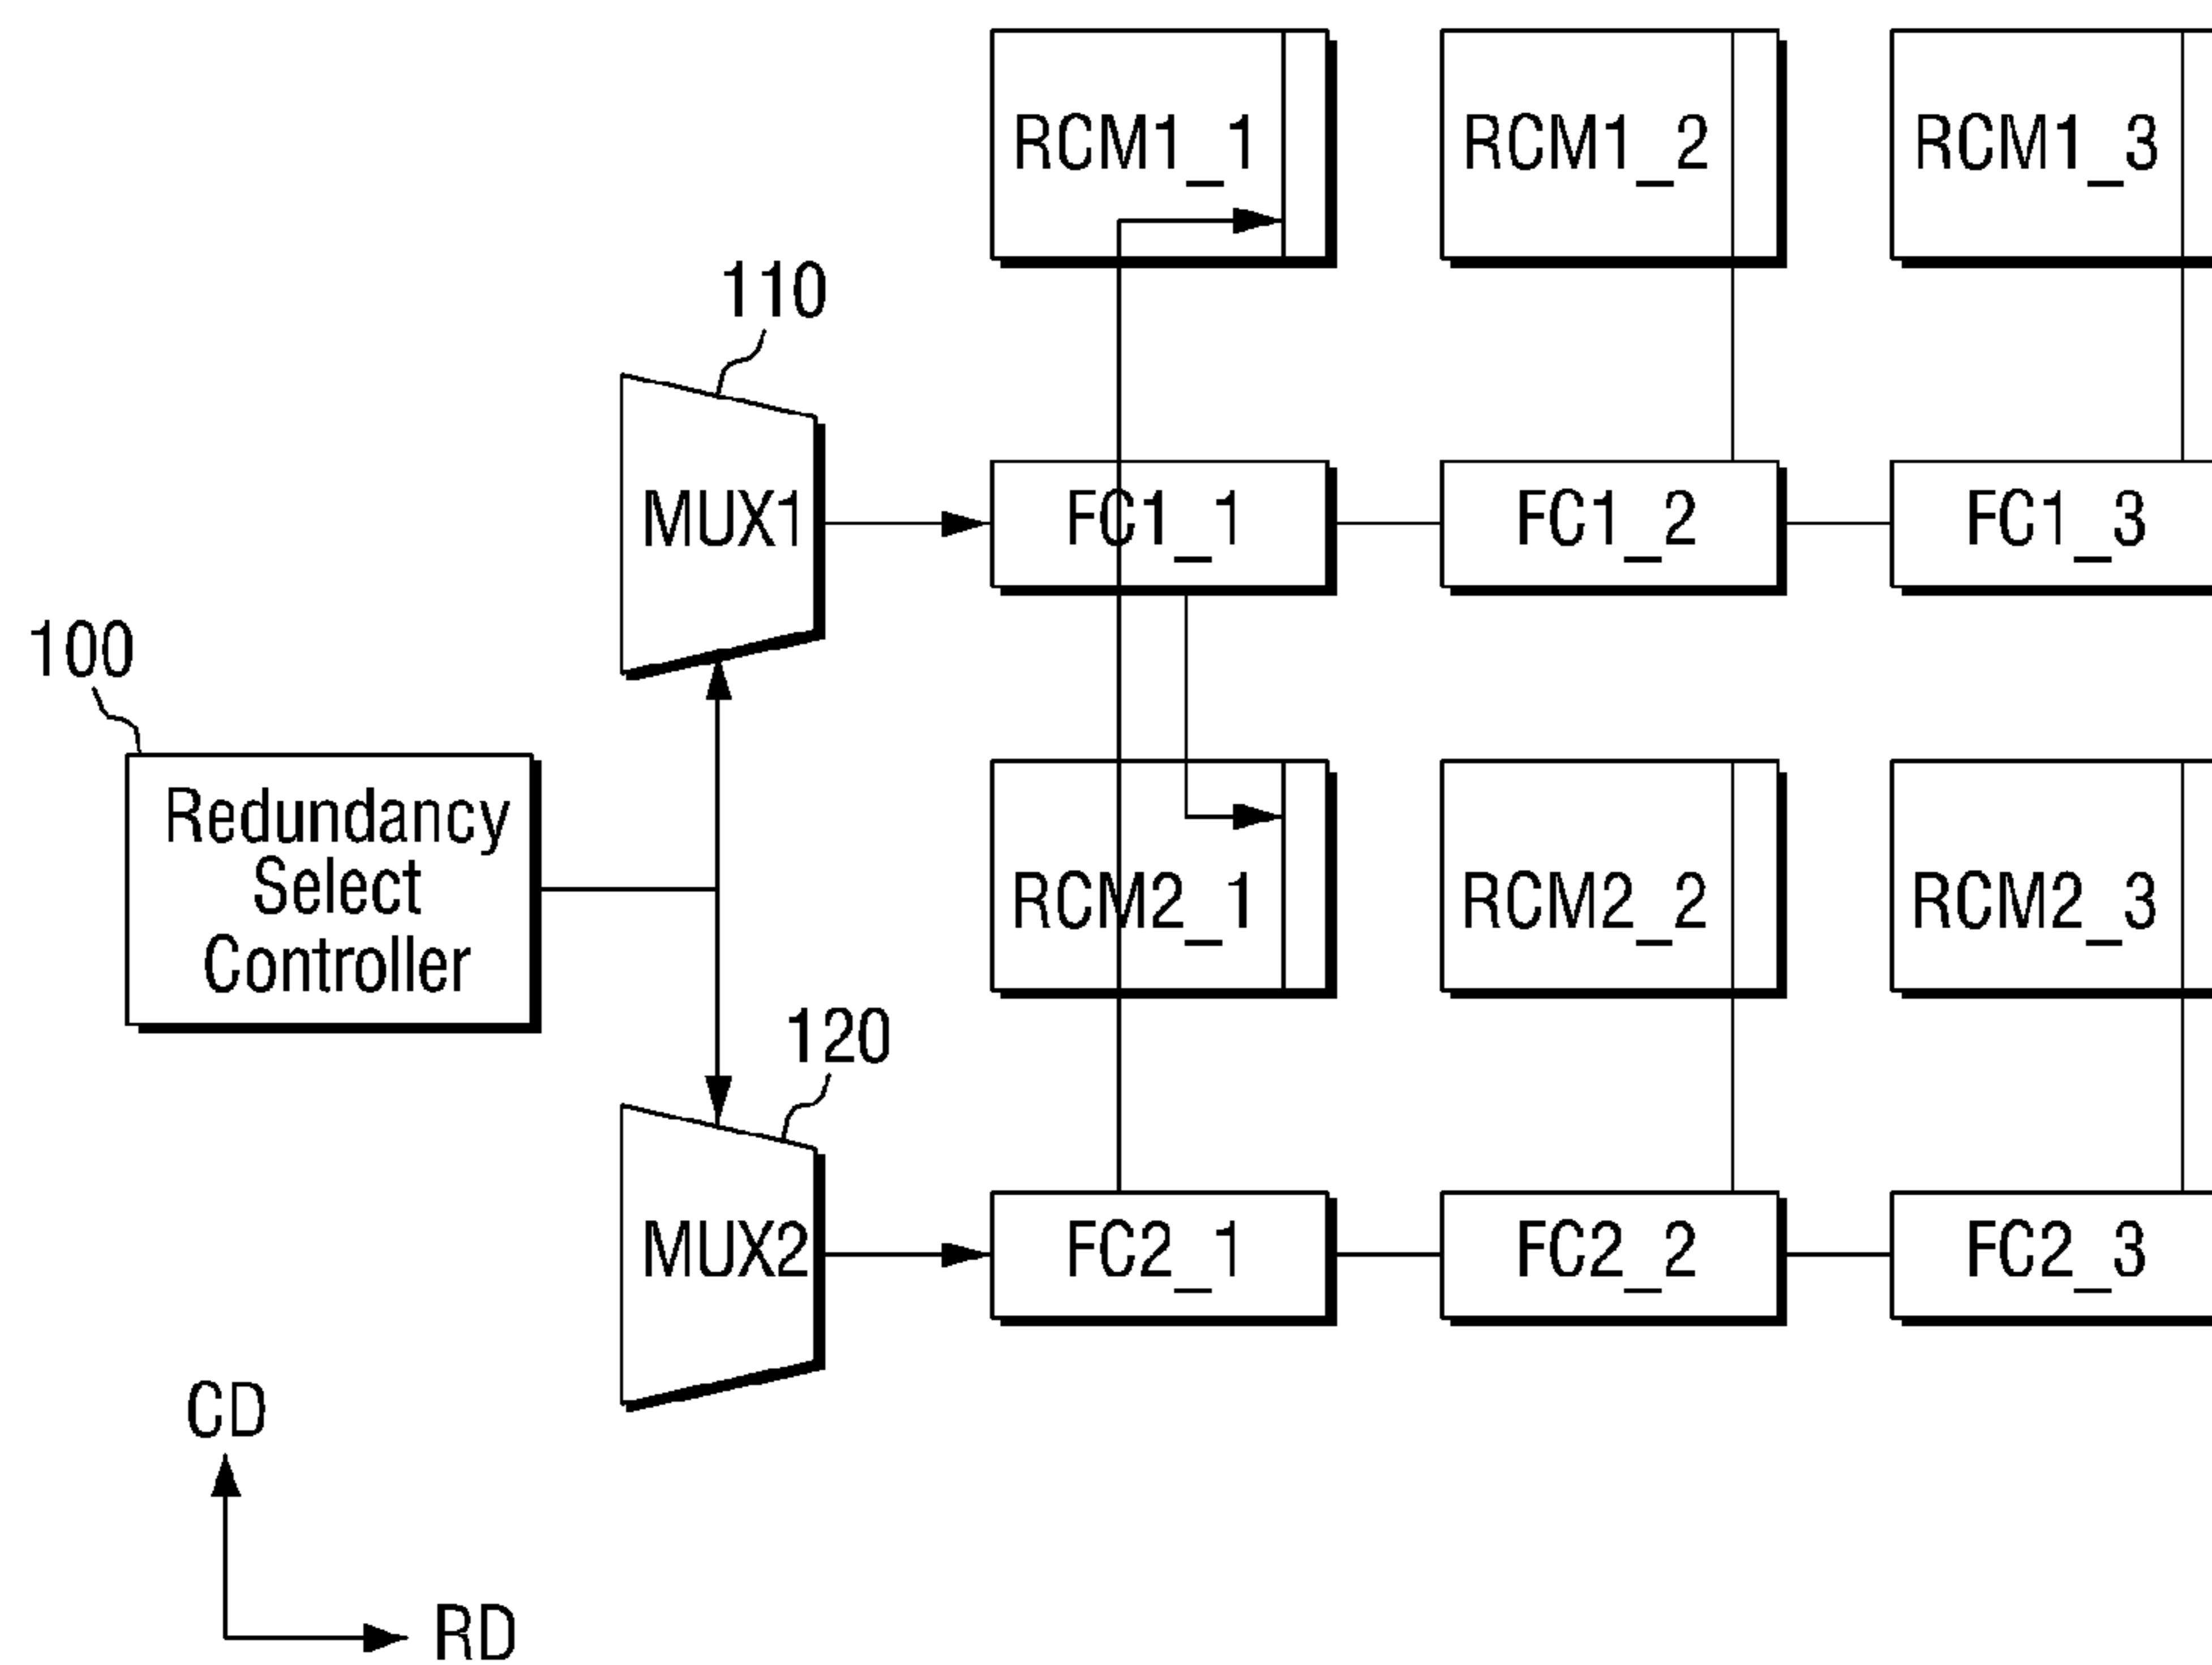 RCM1_1
RCM1_2
RCM1_3
110
MUX1
FC1_1
FC1_2
FC1_3
100
Redundancy
Select
Controller
RCM2_1
RCM2_2
RCM2_3
120
MUX2
FC2_1
FC2_2
FC2_3
CD
RD